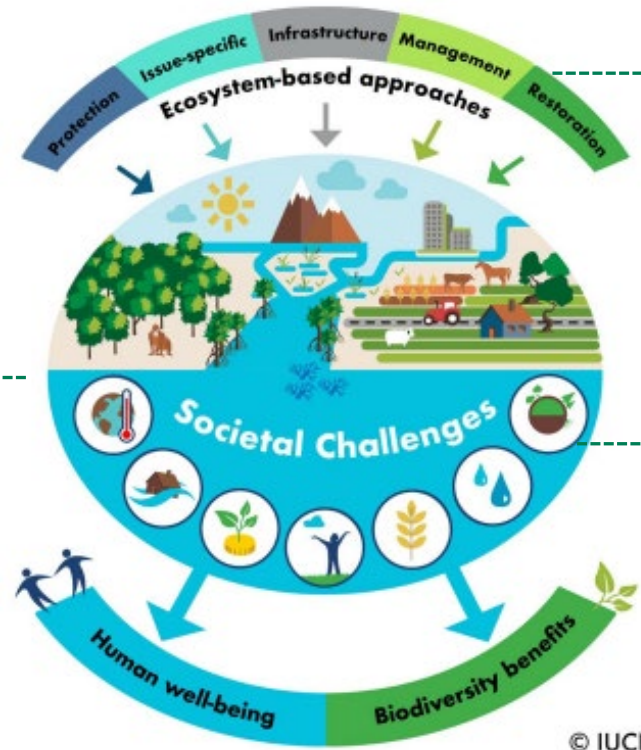 Protection
Issue-specific
Infrastructure
Management
Restoration
Ecosystem-based approaches
Societal Challenges
Human well-being
Biodiversity benefits
©